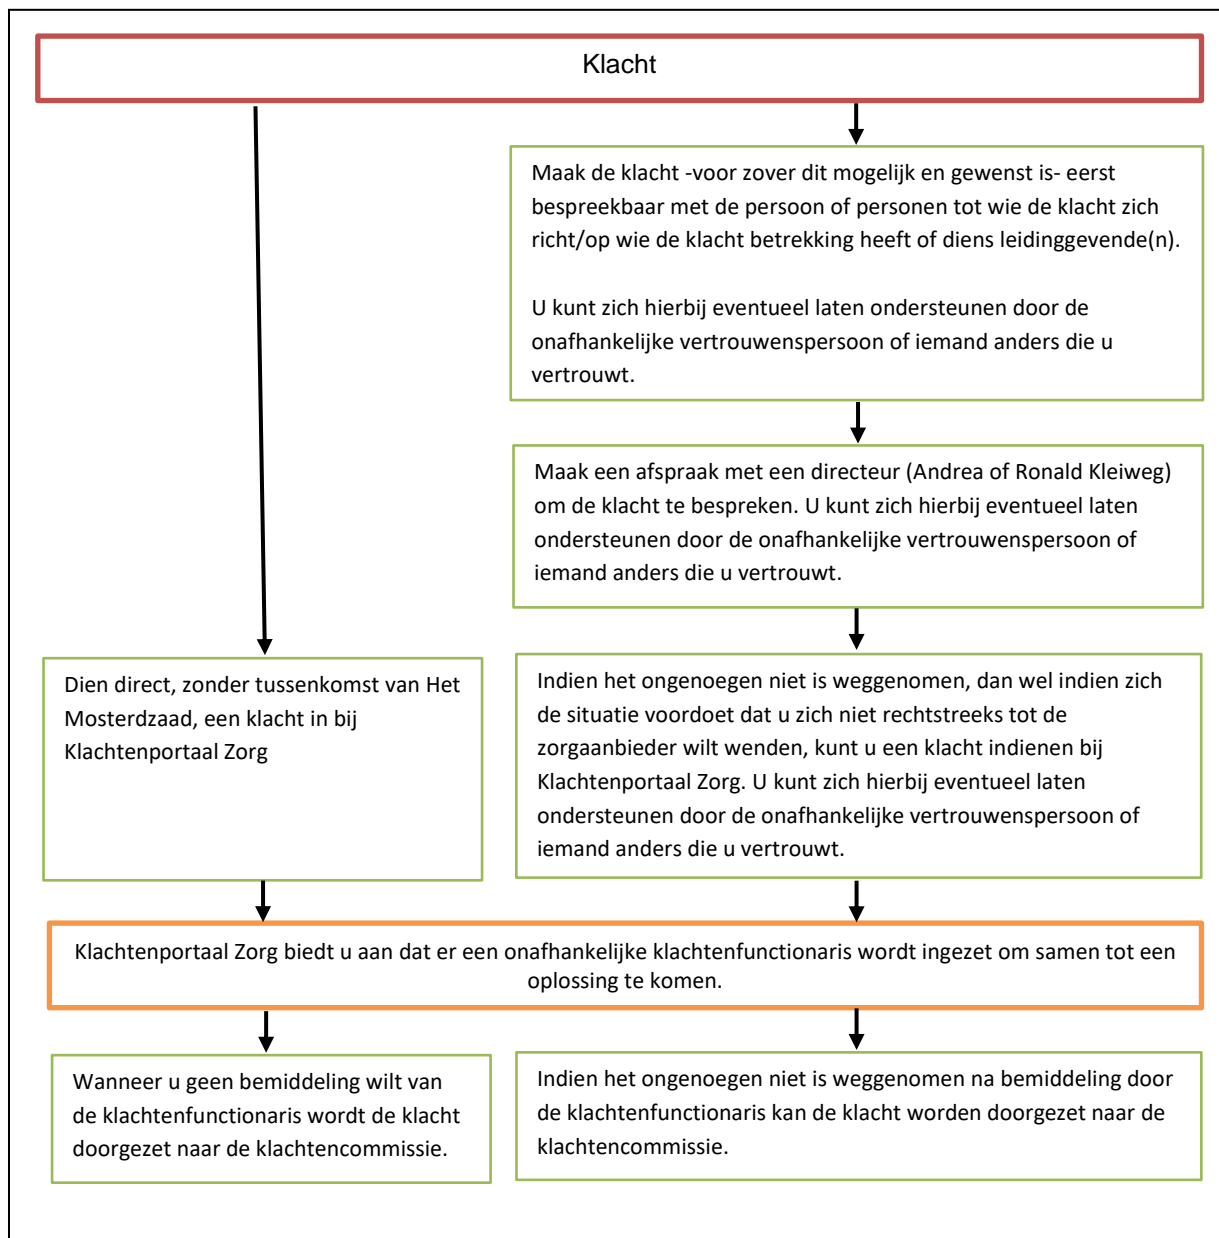 Klacht
Maak de klacht -voor zover dit mogelijk en gewenst is- eerst
bespreekbaar met de persoon of personen tot wie de klacht zich
richt/op wie de klacht betrekking heeft of diens leidinggevende(n).
U kunt zich hierbij eventueel laten ondersteunen door de
onafhankelijke vertrouwenspersoon of iemand anders die u
vertrouwt.
Maak een afspraak met een directeur (Andrea of Ronald Kleiweg)
om de klacht te bespreken. U kunt zich hierbij eventueel laten
ondersteunen door de onafhankelijke vertrouwenspersoon of
iemand anders die u vertrouwt.
Dien direct, zonder tussenkomst van Het
Mosterdzaad, een klacht in bij
Klachtenportaal Zorg
Indien het ongenoegen niet is weggenomen, dan wel indien zich
de situatie voordoet dat u zich niet rechtstreeks tot de
zorgaanbieder wilt wenden, kunt u een klacht indienen bij
Klachtenportaal Zorg. U kunt zich hierbij eventueel laten
ondersteunen door de onafhankelijke vertrouwenspersoon of
iemand anders die u vertrouwt.
Klachtenportaal Zorg biedt u aan dat er een onafhankelijke klachtenfunctionaris wordt ingezet om samen tot een
oplossing te komen.
Wanneer u geen bemiddeling wilt van
de klachtenfunctionaris wordt de klacht
doorgezet naar de klachtencommissie.
Indien het ongenoegen niet is weggenomen na bemiddeling door
de klachtenfunctionaris kan de klacht worden doorgezet naar de
klachtencommissie.